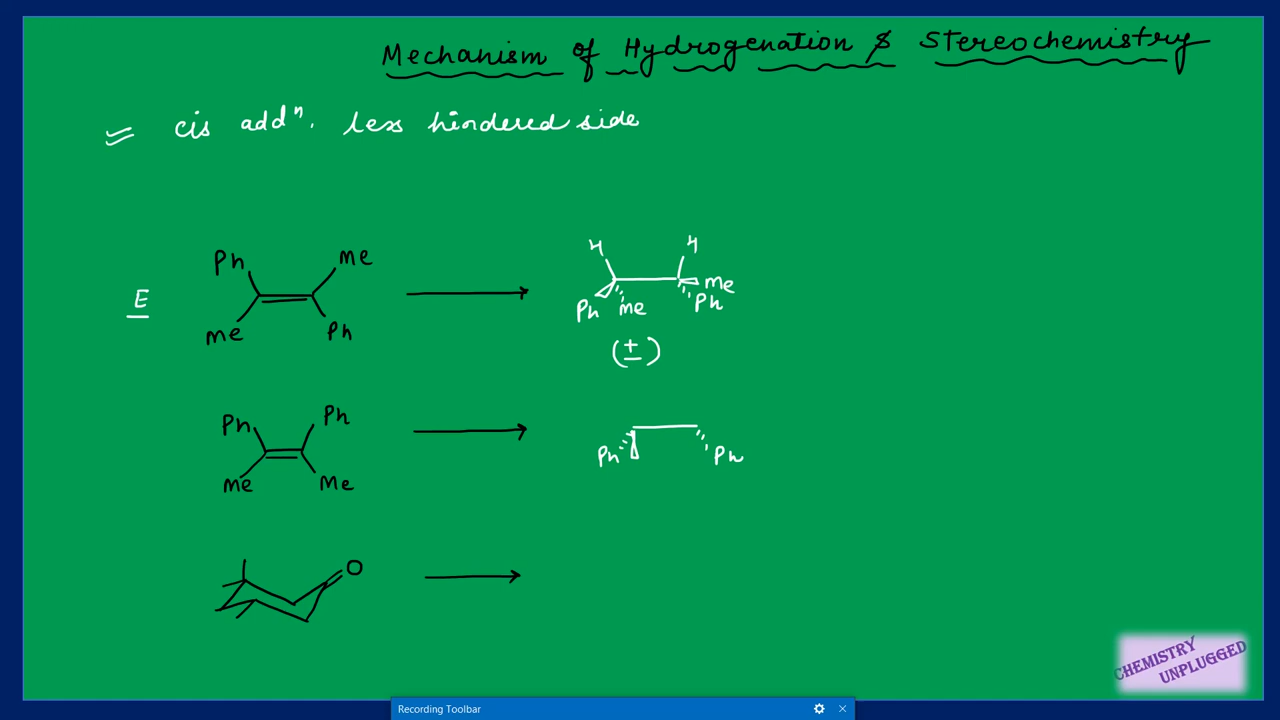 Mechanism of Hydrogenation & Stereochemistry
cis addⁿ. less hindered side
E
Ph Me
Me Ph
H H
Ph Me Me Ph
(±)
Ph Ph
Me Me
Ph Ph
O
CHEMISTRY
UNPLUGGED
Recording Toolbar